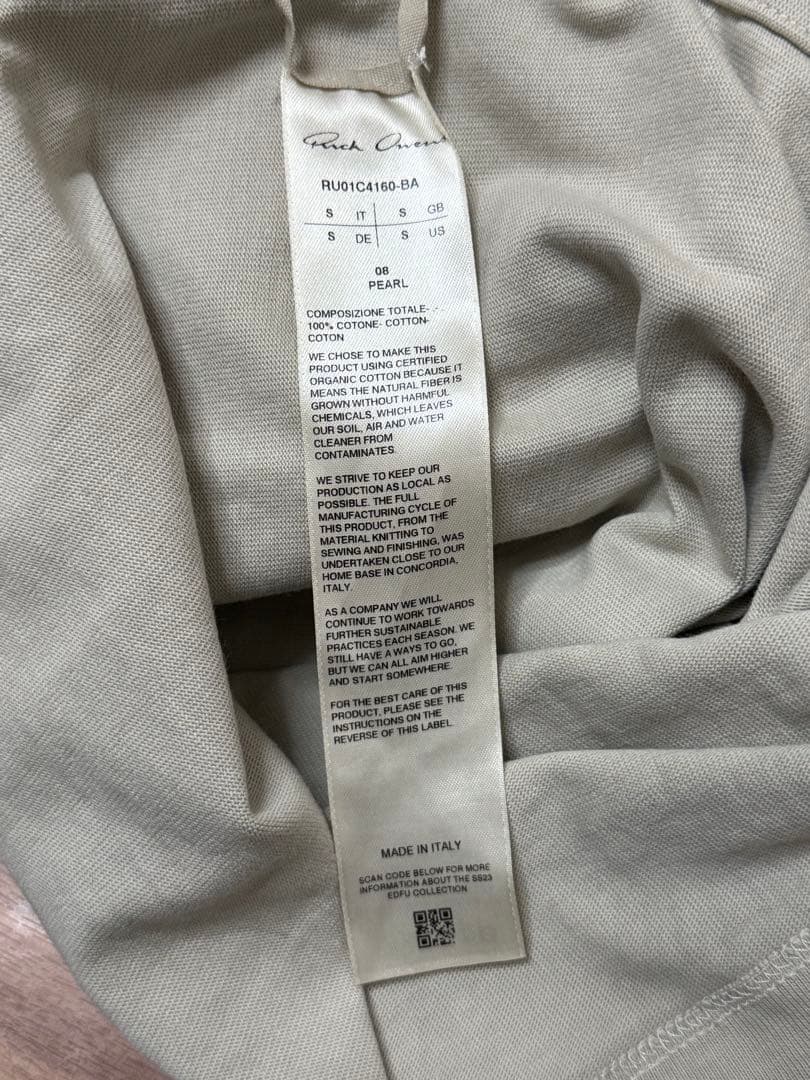 Rick Owens
RU01C4160-BA
S IT S GB
S DE S US
08
PEARL
COMPOSIZIONE TOTALE- -
100% COTONE- COTTON-
COTON
WE CHOSE TO MAKE THIS
PRODUCT USING CERTIFIED
ORGANIC COTTON BECAUSE IT
MEANS THE NATURAL FIBER IS
GROWN WITHOUT HARMFUL
CHEMICALS, WHICH LEAVES
OUR SOIL, AIR AND WATER
CLEANER FROM
CONTAMINATES.
WE STRIVE TO KEEP OUR
PRODUCTION AS LOCAL AS
POSSIBLE. THE FULL
MANUFACTURING CYCLE OF
THIS PRODUCT, FROM THE
MATERIAL KNITTING TO
SEWING AND FINISHING, WAS
UNDERTAKEN CLOSE TO OUR
HOME BASE IN CONCORDIA,
ITALY.
AS A COMPANY WE WILL
CONTINUE TO WORK TOWARDS
FURTHER SUSTAINABLE
PRACTICES EACH SEASON. WE
STILL HAVE A WAYS TO GO,
BUT WE CAN ALL AIM HIGHER
AND START SOMEWHERE.
FOR THE BEST CARE OF THIS
PRODUCT, PLEASE SEE THE
INSTRUCTIONS ON THE
REVERSE OF THIS LABEL.
MADE IN ITALY
SCAN CODE BELOW FOR MORE
INFORMATION ABOUT THE SS23
EDFU COLLECTION